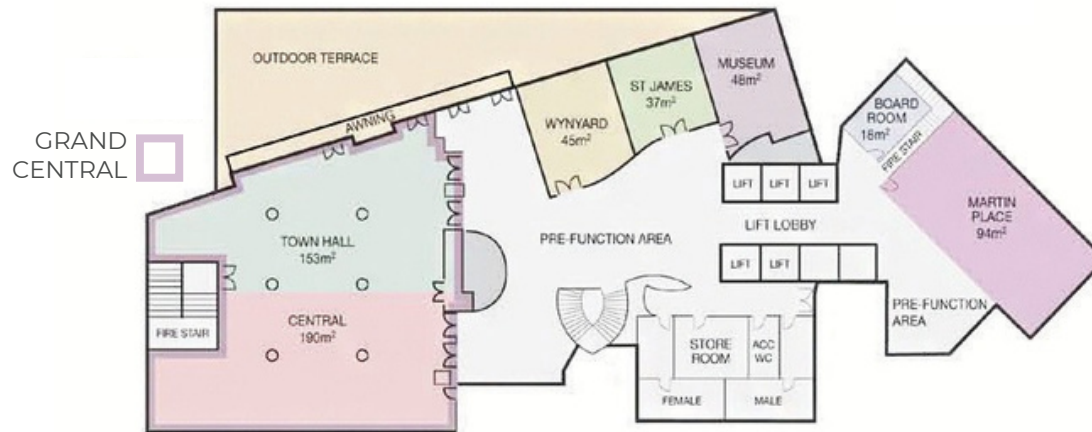 OUTDOOR TERRACE
AWNING
GRAND
CENTRAL
WYNYARD
45m²
ST JAMES
37m²
MUSEUM
48m²
BOARD
ROOM
18m²
FIRE STAIR
MARTIN
PLACE
94m²
LIFT
LIFT
LIFT
LIFT LOBBY
LIFT
LIFT
PRE-FUNCTION AREA
PRE-FUNCTION
AREA
TOWN HALL
153m²
CENTRAL
190m²
FIRE STAIR
STORE
ROOM
ACC
WC
FEMALE
MALE